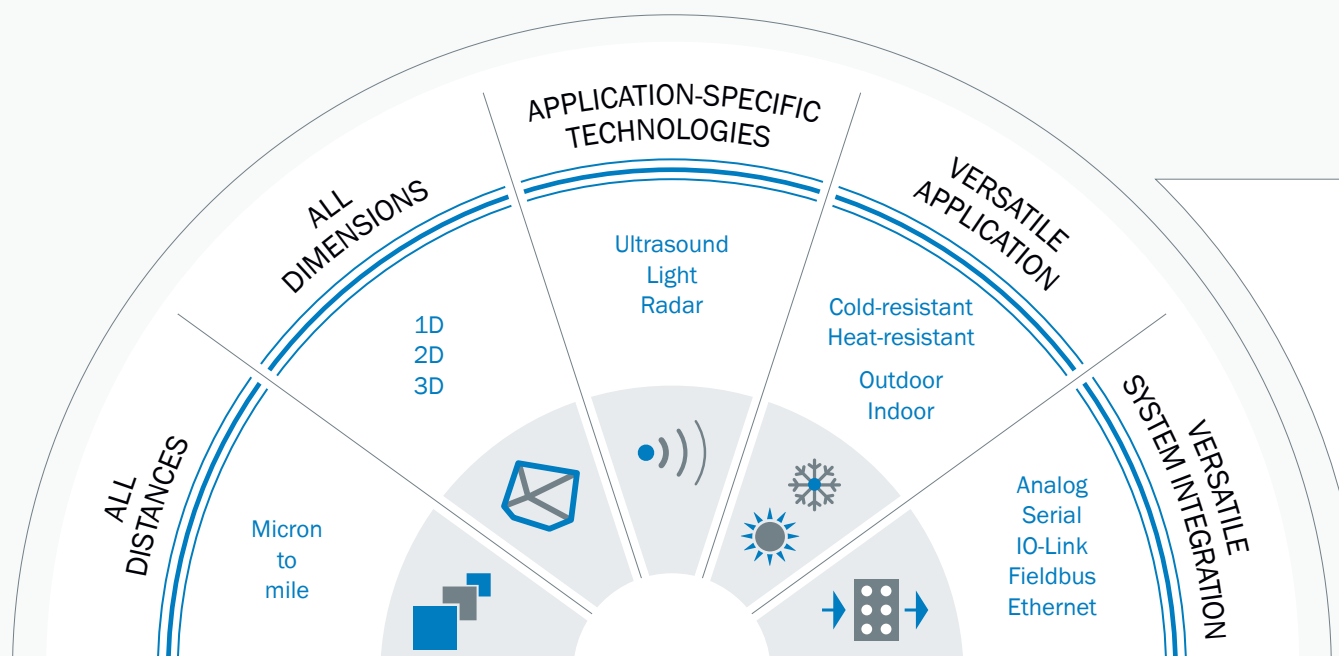 ALL
DISTANCES
Micron
to
mile
ALL
DIMENSIONS
1D
2D
3D
APPLICATION-SPECIFIC
TECHNOLOGIES
Ultrasound
Light
Radar
VERSATILE
APPLICATION
Cold-resistant
Heat-resistant
Outdoor
Indoor
VERSATILE
SYSTEM INTEGRATION
Analog
Serial
IO-Link
Fieldbus
Ethernet